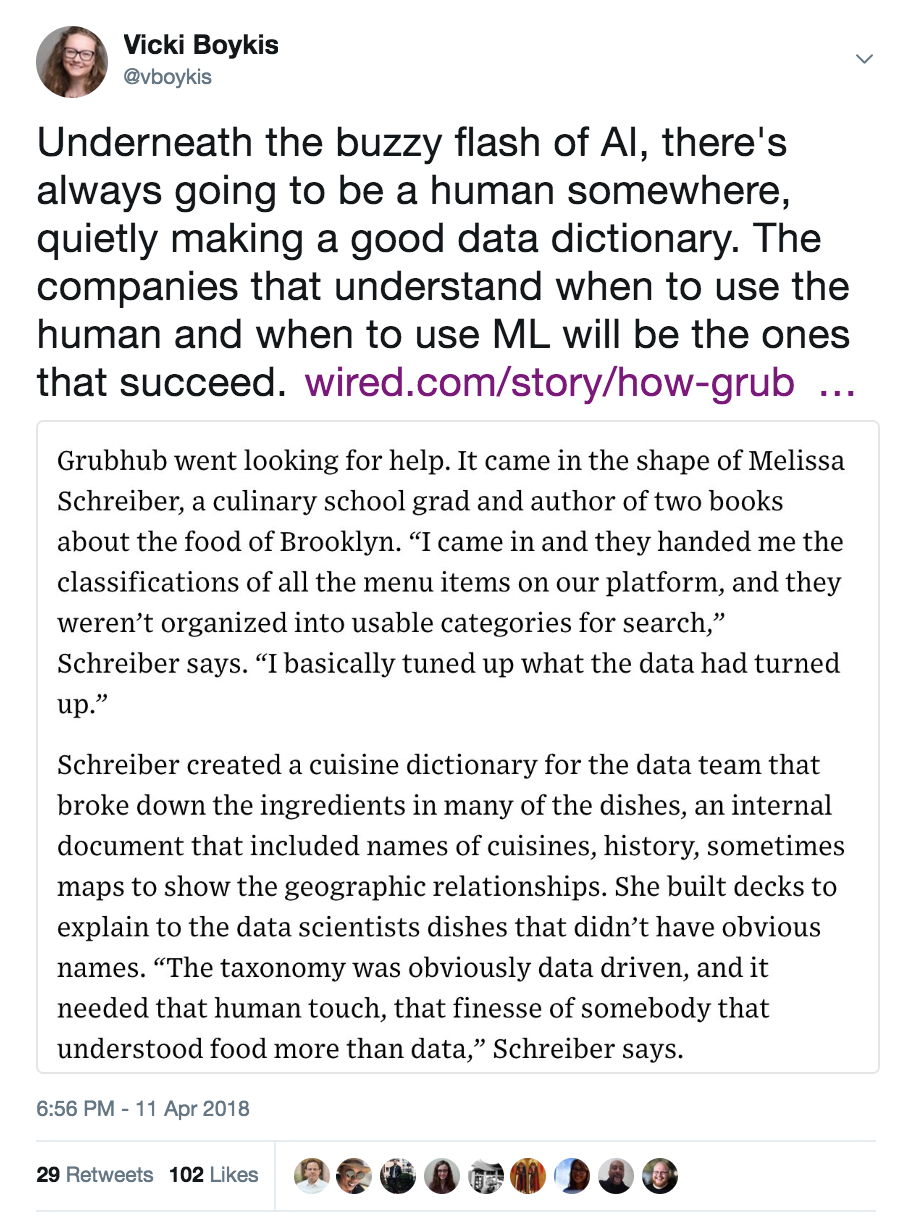 Vicki Boykis
@vboykis
Underneath the buzzy flash of AI, there's
always going to be a human somewhere,
quietly making a good data dictionary. The
companies that understand when to use the
human and when to use ML will be the ones
that succeed. wired.com/story/how-grub …
Grubhub went looking for help. It came in the shape of Melissa
Schreiber, a culinary school grad and author of two books
about the food of Brooklyn. “I came in and they handed me the
classifications of all the menu items on our platform, and they
weren’t organized into usable categories for search,”
Schreiber says. “I basically tuned up what the data had turned
up.”
Schreiber created a cuisine dictionary for the data team that
broke down the ingredients in many of the dishes, an internal
document that included names of cuisines, history, sometimes
maps to show the geographic relationships. She built decks to
explain to the data scientists dishes that didn’t have obvious
names. “The taxonomy was obviously data driven, and it
needed that human touch, that finesse of somebody that
understood food more than data,” Schreiber says.
6:56 PM - 11 Apr 2018
29 Retweets 102 Likes